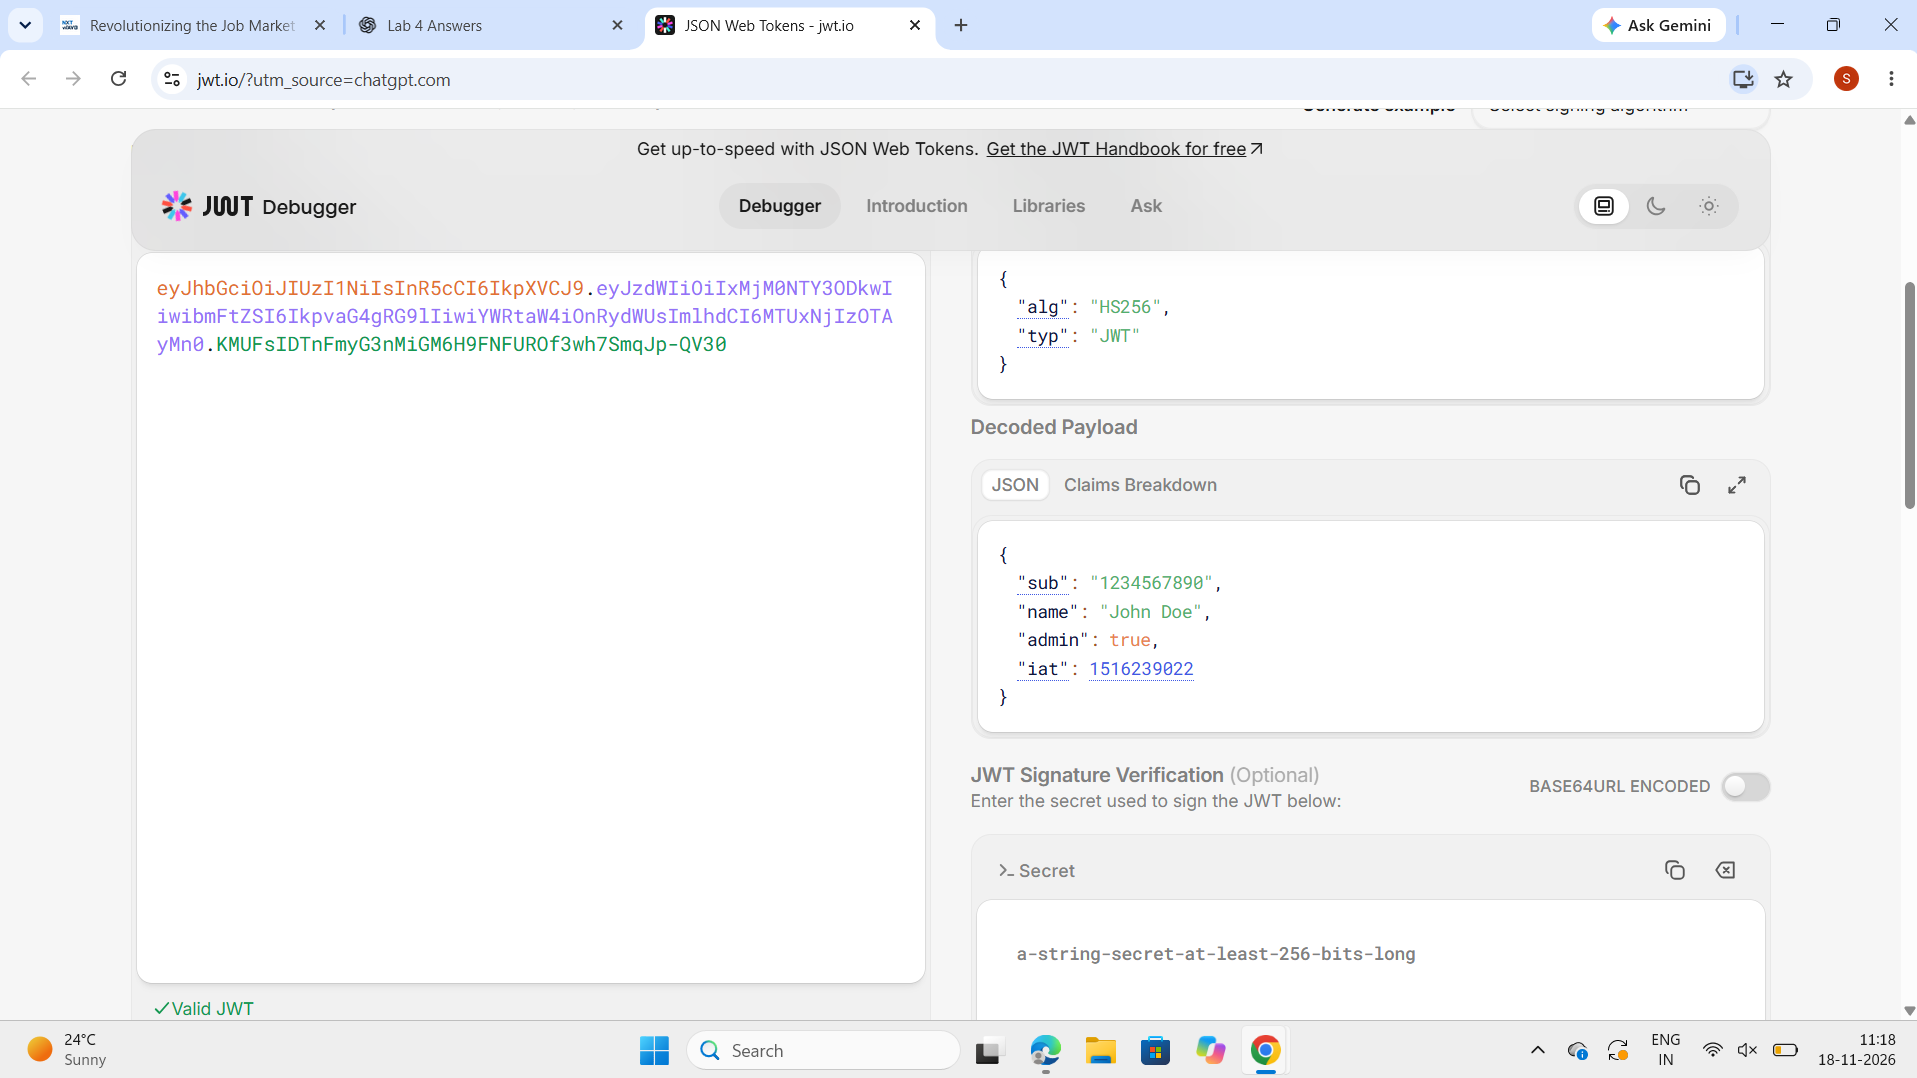 Revolutionizing the Job Market
Lab 4 Answers
JSON Web Tokens - jwt.io
Ask Gemini
jwt.io/?utm_source=chatgpt.com
S
Generate example
Select signing algorithm
Get up-to-speed with JSON Web Tokens. Get the JWT Handbook for free
JWT Debugger
Debugger
Introduction
Libraries
Ask
eyJhbGciOiJIUzI1NiIsInR5cCI6IkpXVCJ9.eyJzdWIiOiIxMjM0NTY3ODkwI
iwibmFtZSI6IkpvaG4gRG9lIiwiYWRtaW4iOnRydWUsImlhdCI6MTUxNjIzOTA
yMn0.KMUFsIDTnFmyG3nMiGM6H9FNFUROf3wh7SmqJp-QV30
{
"alg": "HS256",
"typ": "JWT"
}
Decoded Payload
JSON
Claims Breakdown
{
"sub": "1234567890",
"name": "John Doe",
"admin": true,
"iat": 1516239022
}
JWT Signature Verification (Optional)
Enter the secret used to sign the JWT below:
BASE64URL ENCODED
Secret
a-string-secret-at-least-256-bits-long
Valid JWT
24°C
Sunny
Search
ENG
IN
11:18
18-11-2026